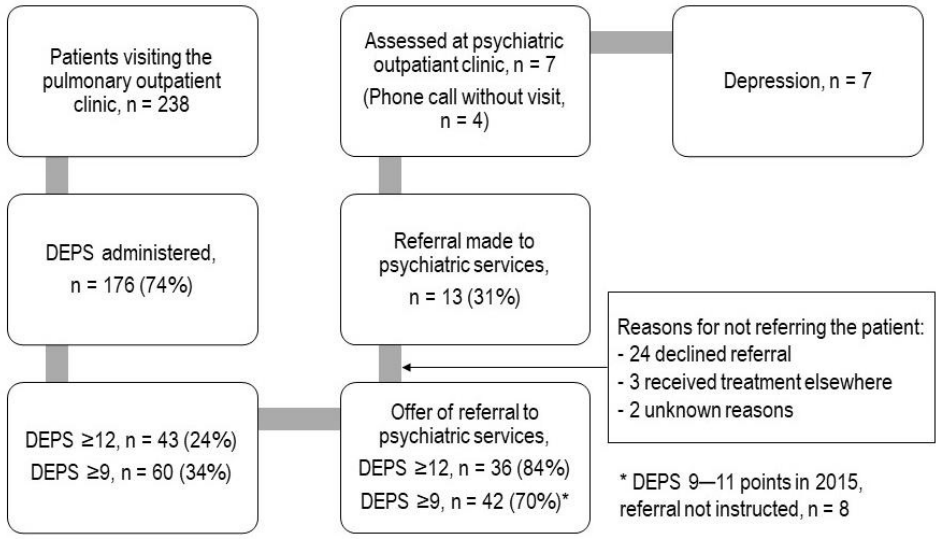 Patients visiting the
pulmonary outpatient
clinic, n = 238
DEPS administered,
n = 176 (74%)
DEPS ≥12, n = 43 (24%)
DEPS ≥9, n = 60 (34%)
Offer of referral to
psychiatric services,
DEPS ≥12, n = 36 (84%)
DEPS ≥9, n = 42 (70%)*
Reasons for not referring the patient:
- 24 declined referral
- 3 received treatment elsewhere
- 2 unknown reasons
* DEPS 9—11 points in 2015,
referral not instructed, n = 8
Referral made to
psychiatric services,
n = 13 (31%)
Assessed at psychiatric
outpatiant clinic, n = 7
(Phone call without visit,
n = 4)
Depression, n = 7